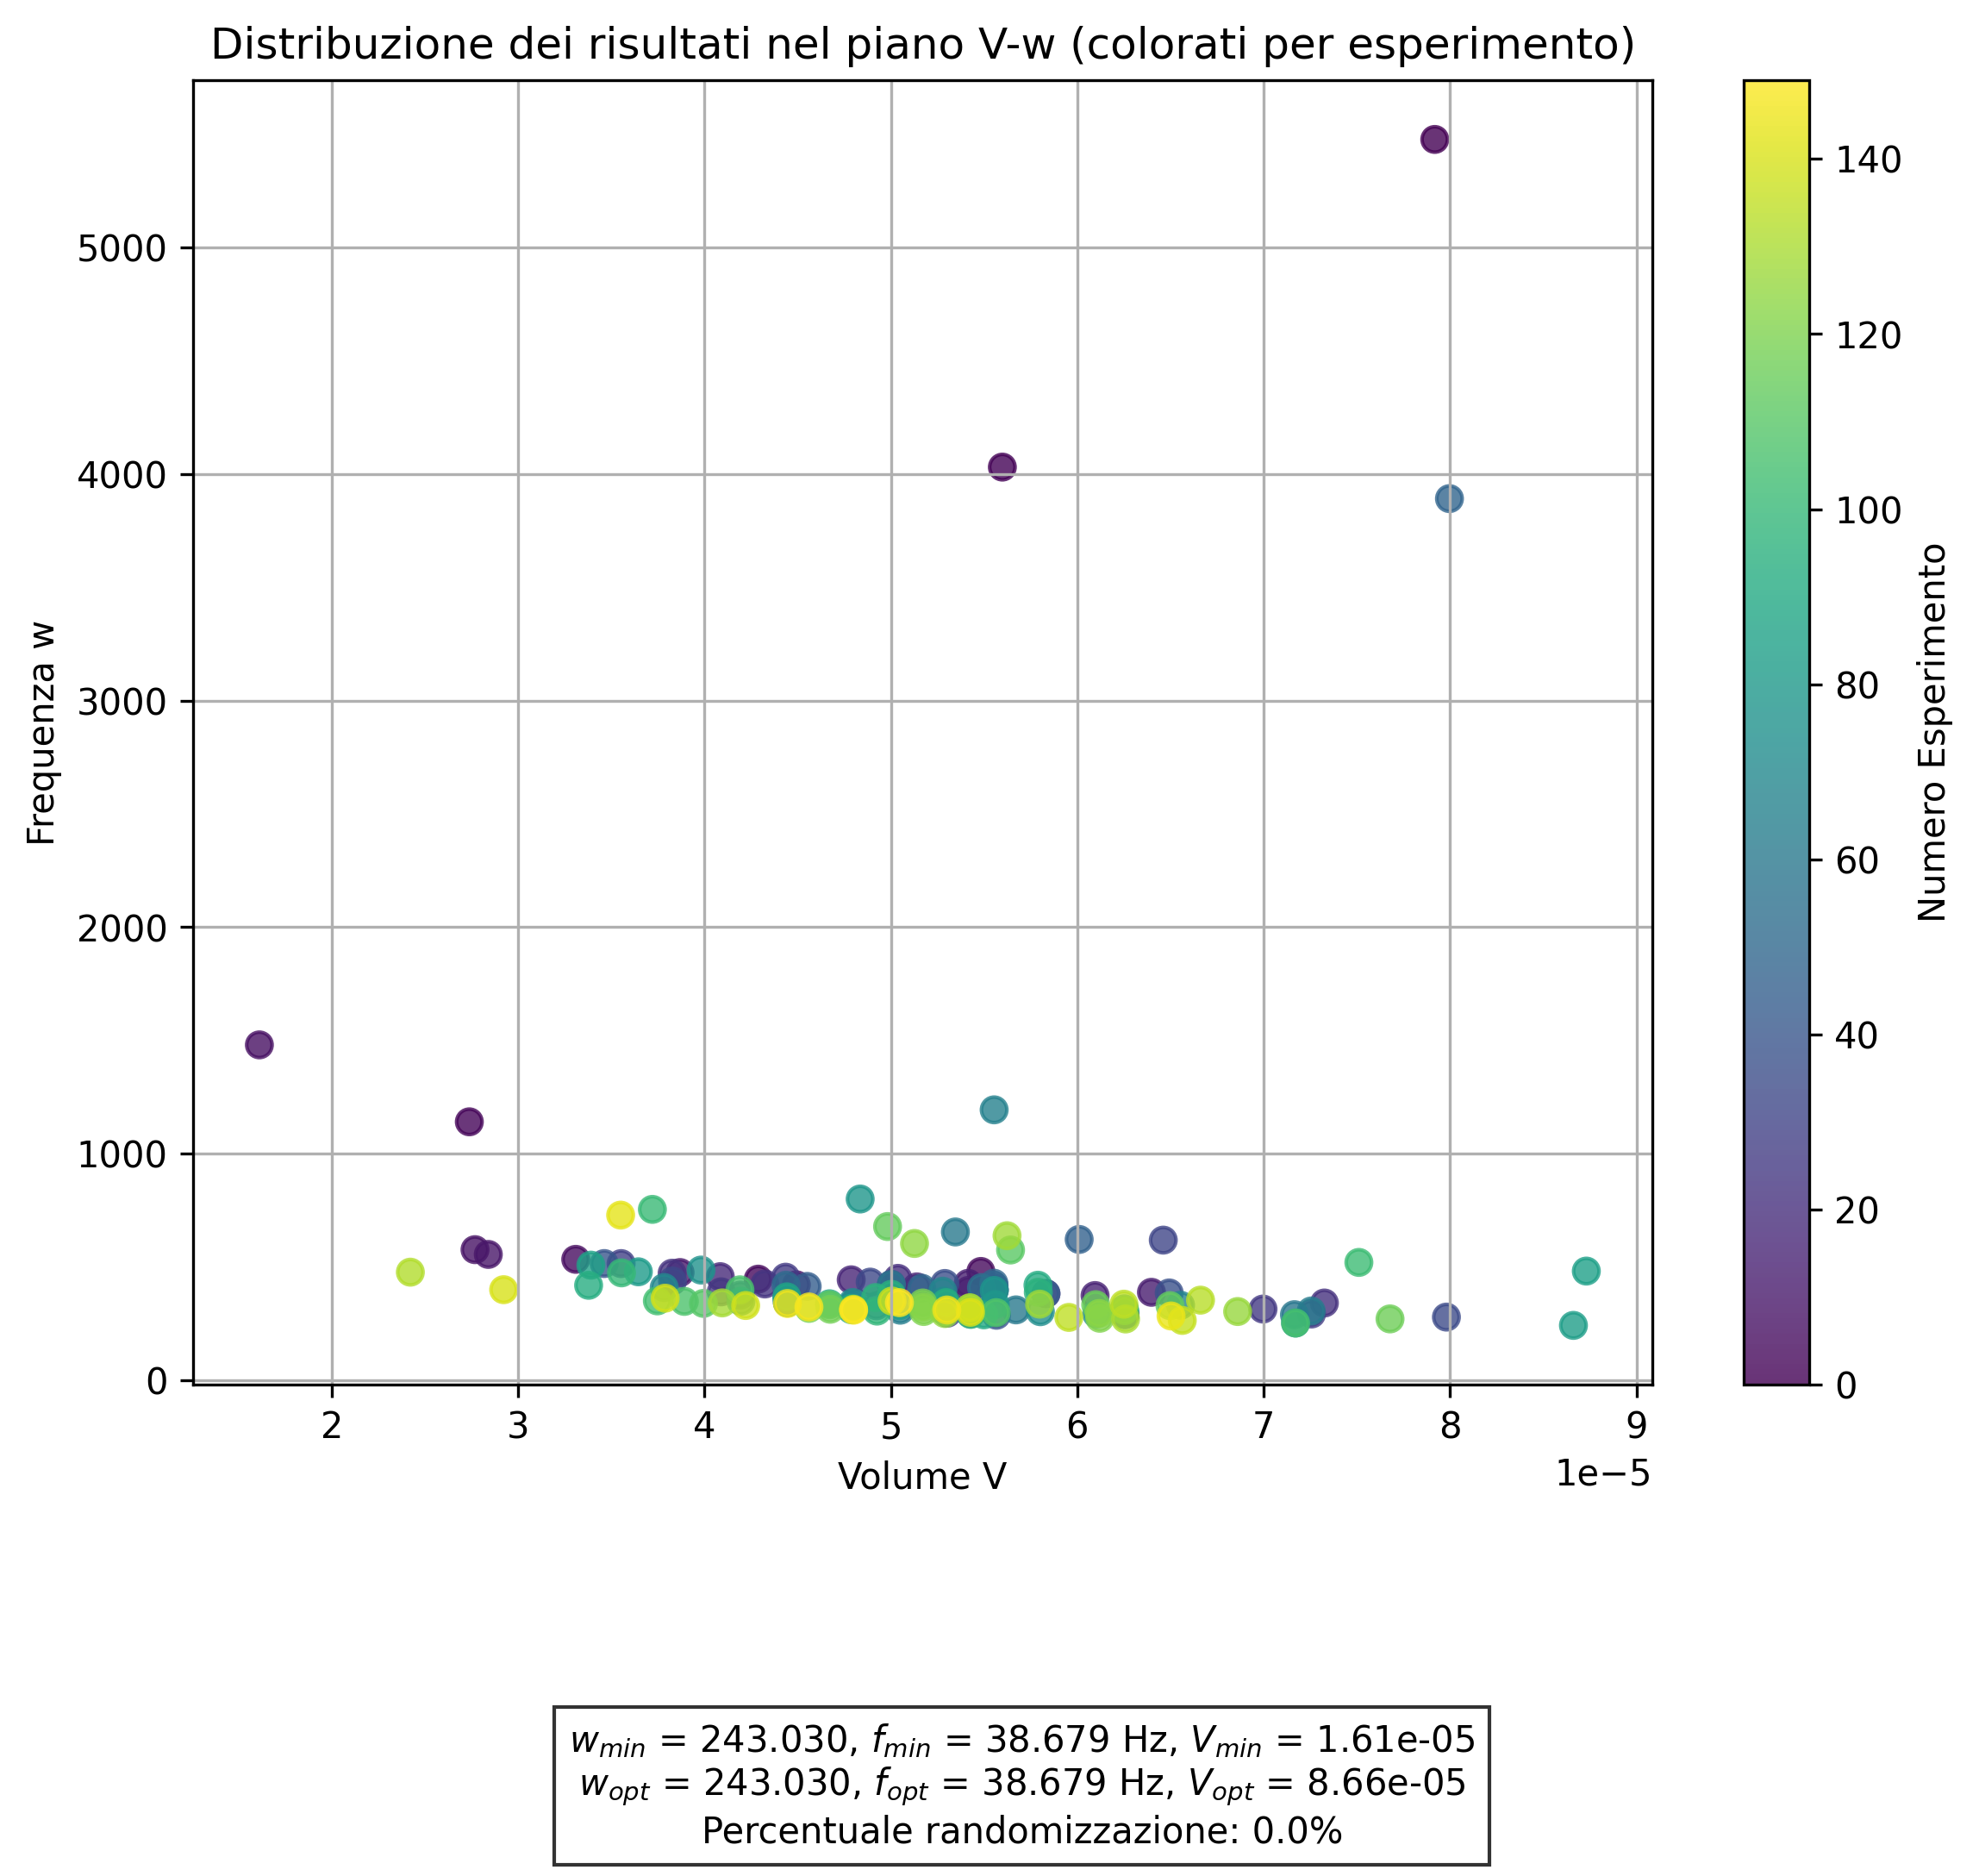 Distribuzione dei risultati nel piano V-w (colorati per esperimento)
Frequenza w
5000
4000
3000
2000
1000
0
2 3 4 5 6 7 8 9
1e−5
Volume V
140
120
100
80
60
40
20
0
Numero Esperimento
w_min = 243.030, f_min = 38.679 Hz, V_min = 1.61e-05
w_opt = 243.030, f_opt = 38.679 Hz, V_opt = 8.66e-05
Percentuale randomizzazione: 0.0%